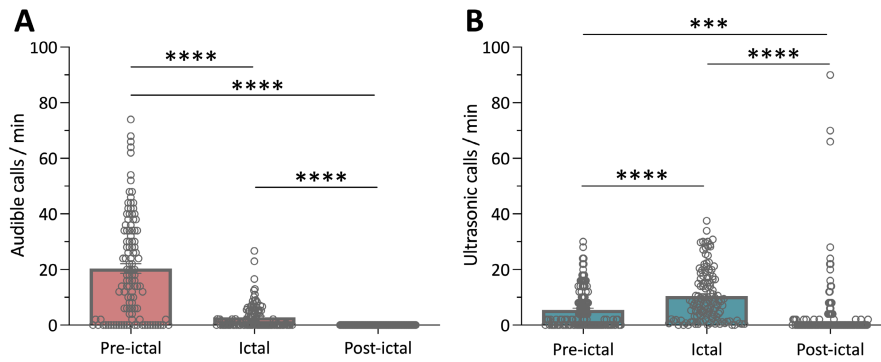 A
B
100
80
60
40
20
0
Audible calls / min
****
****
****
Pre-ictal
Ictal
Post-ictal
100
80
60
40
20
0
Ultrasonic calls / min
***
****
****
Pre-ictal
Ictal
Post-ictal